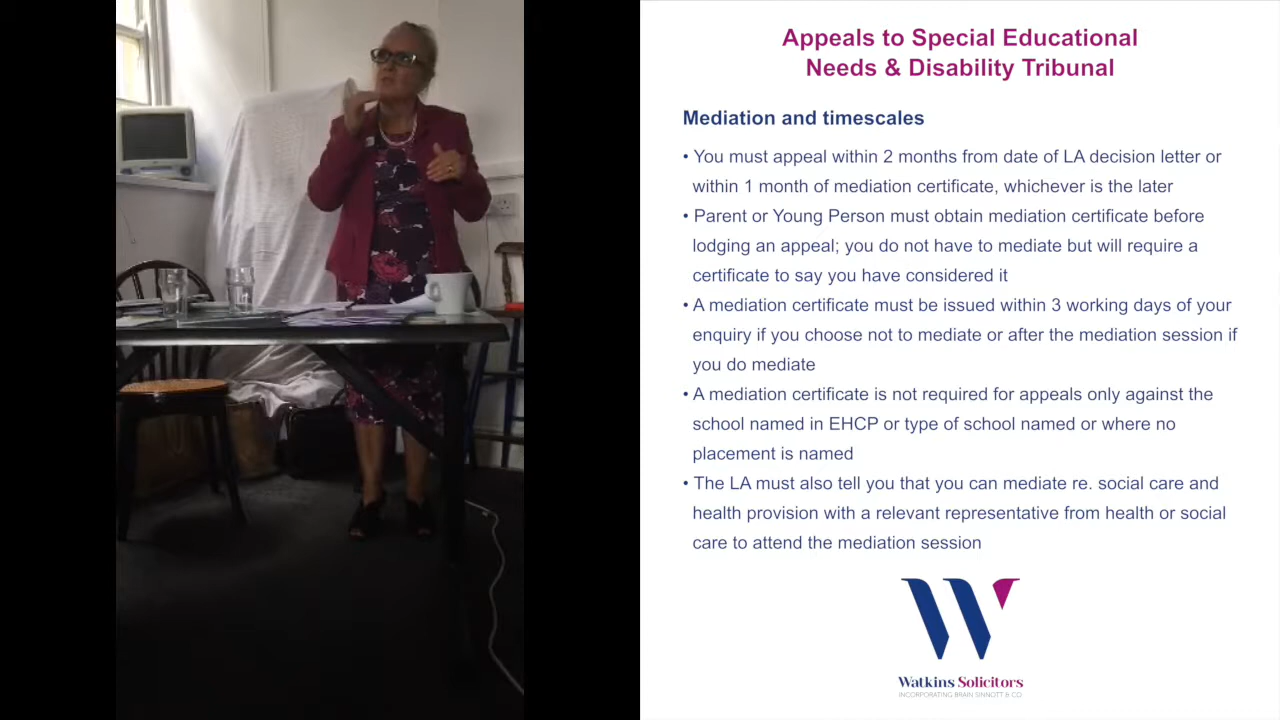 Appeals to Special Educational
Needs & Disability Tribunal
Mediation and timescales
• You must appeal within 2 months from date of LA decision letter or
within 1 month of mediation certificate, whichever is the later
• Parent or Young Person must obtain mediation certificate before
lodging an appeal; you do not have to mediate but will require a
certificate to say you have considered it
• A mediation certificate must be issued within 3 working days of your
enquiry if you choose not to mediate or after the mediation session if
you do mediate
• A mediation certificate is not required for appeals only against the
school named in EHCP or type of school named or where no
placement is named
• The LA must also tell you that you can mediate re. social care and
health provision with a relevant representative from health or social
care to attend the mediation session
W
Watkins Solicitors
INCORPORATING BRAIN SINNOTT & CO